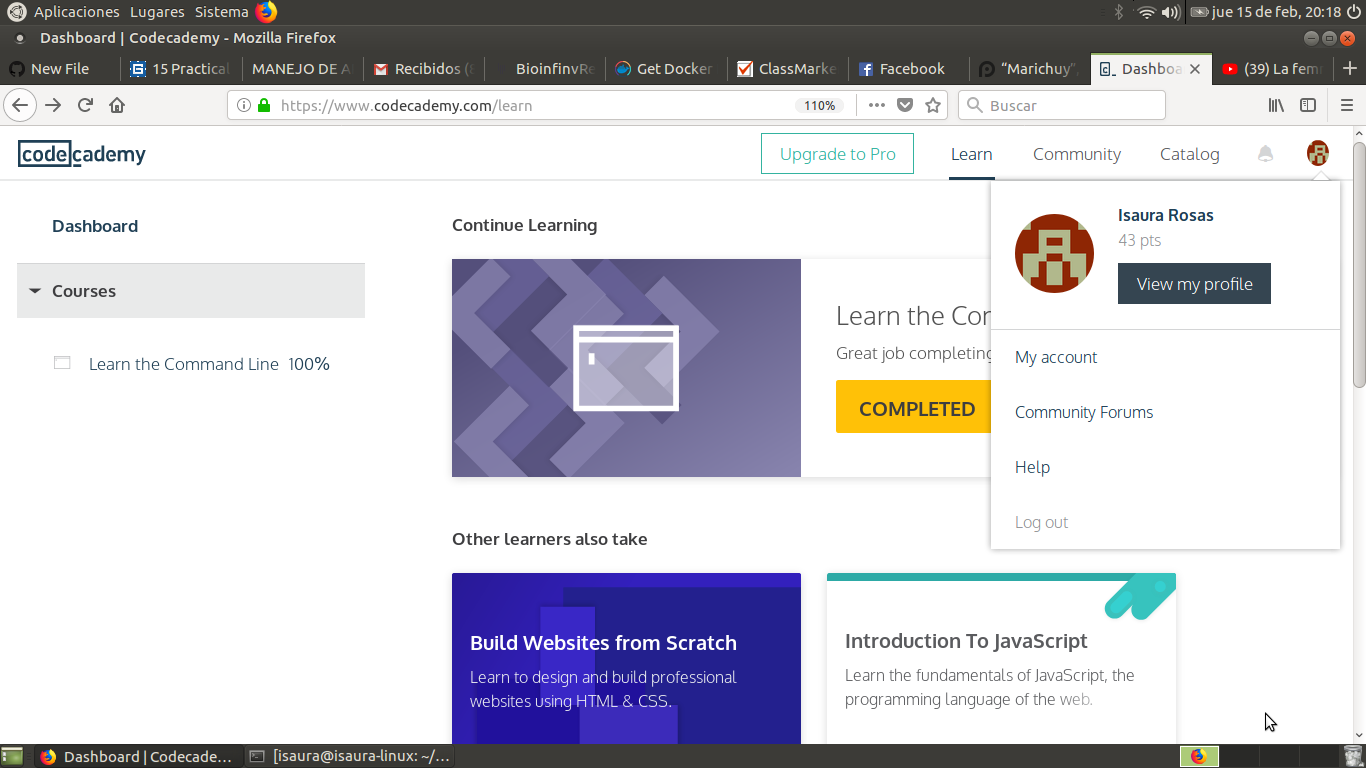 Aplicaciones Lugares Sistema
jue 15 de feb, 20:18
Dashboard | Codecademy - Mozilla Firefox
New File
15 Practical
MANEJO DE A
Recibidos (8
BioinfinvRe
Get Docker
ClassMarke
Facebook
"Marichuy",
Dashboa
(39) La fem
https://www.codecademy.com/learn
110%
Buscar
codecademy
Upgrade to Pro
Learn
Community
Catalog
Isaura Rosas
43 pts
View my profile
My account
Community Forums
Help
Log out
Dashboard
Courses
Learn the Command Line 100%
Continue Learning
Learn the Cor
Great job completing
COMPLETED
Other learners also take
Build Websites from Scratch
Learn to design and build professional
websites using HTML & CSS.
Introduction To JavaScript
Learn the fundamentals of JavaScript, the
programming language of the web.
Dashboard | Codecade...
[isaura@isaura-linux: ~/...